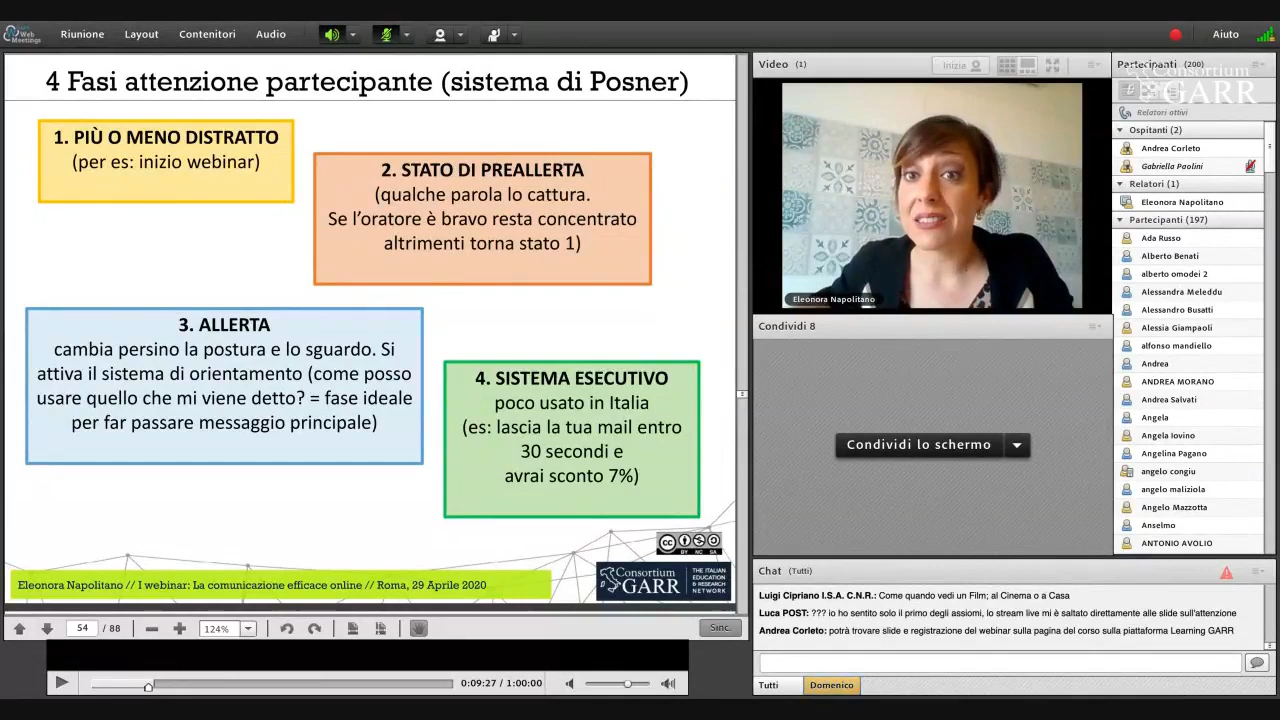 Web
Meetings
Riunione
Layout
Contenitori
Audio
Aiuto
4 Fasi attenzione partecipante (sistema di Posner)
1. PIÙ O MENO DISTRATTO
(per es: inizio webinar)
2. STATO DI PREALLERTA
(qualche parola lo cattura.
Se l’oratore è bravo resta concentrato
altrimenti torna stato 1)
3. ALLERTA
cambia persino la postura e lo sguardo. Si
attiva il sistema di orientamento (come posso
usare quello che mi viene detto? = fase ideale
per far passare messaggio principale)
4. SISTEMA ESECUTIVO
poco usato in Italia
(es: lascia la tua mail entro
30 secondi e
avrai sconto 7%)
CC BY NC SA
Eleonora Napolitano // I webinar: La comunicazione efficace online // Roma, 29 Aprile 2020
Consortium
GARR
THE ITALIAN
EDUCATION
& RESEARCH
NETWORK
54 / 88
124%
Sinc.
0:09:27 / 1:00:00
Video (1)
Inizia
Eleonora Napolitano
Condividi 8
Condividi lo schermo
Partecipanti (200)
Consortium
GARR
Relatori attivi
Ospitanti (2)
Andrea Corleto
Gabriella Paolini
Relatori (1)
Eleonora Napolitano
Partecipanti (197)
Ada Russo
Alberto Benati
alberto omodei 2
Alessandra Meleddu
Alessandro Busatti
Alessia Giampaoli
alfonso mandiello
Andrea
ANDREA MORANO
Andrea Salvati
Angela
Angela Iovino
Angelina Pagano
angelo congiu
angelo maliziola
Angelo Mazzotta
Anselmo
ANTONIO AVOLIO
Chat (Tutti)
Luigi Cipriano I.S.A. C.N.R.: Come quando vedi un Film; al Cinema o a Casa
Luca POST: ??? io ho sentito solo il primo degli assiomi, lo stream live mi è saltato direttamente alle slide sull'attenzione
Andrea Corleto: potrà trovare slide e registrazione del webinar sulla pagina del corso sulla piattaforma Learning GARR
Tutti
Domenico